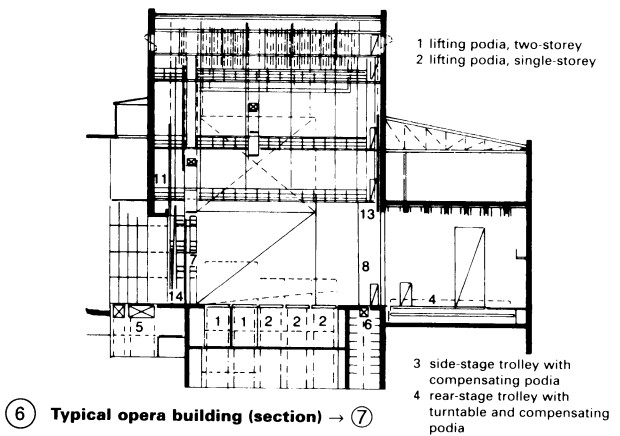 1 lifting podia, two-storey
2 lifting podia, single-storey
11
13
7
8
14
4
5
1 1 2 2 2
6
3 side-stage trolley with
compensating podia
4 rear-stage trolley with
turntable and compensating
podia
6 Typical opera building (section) → 7